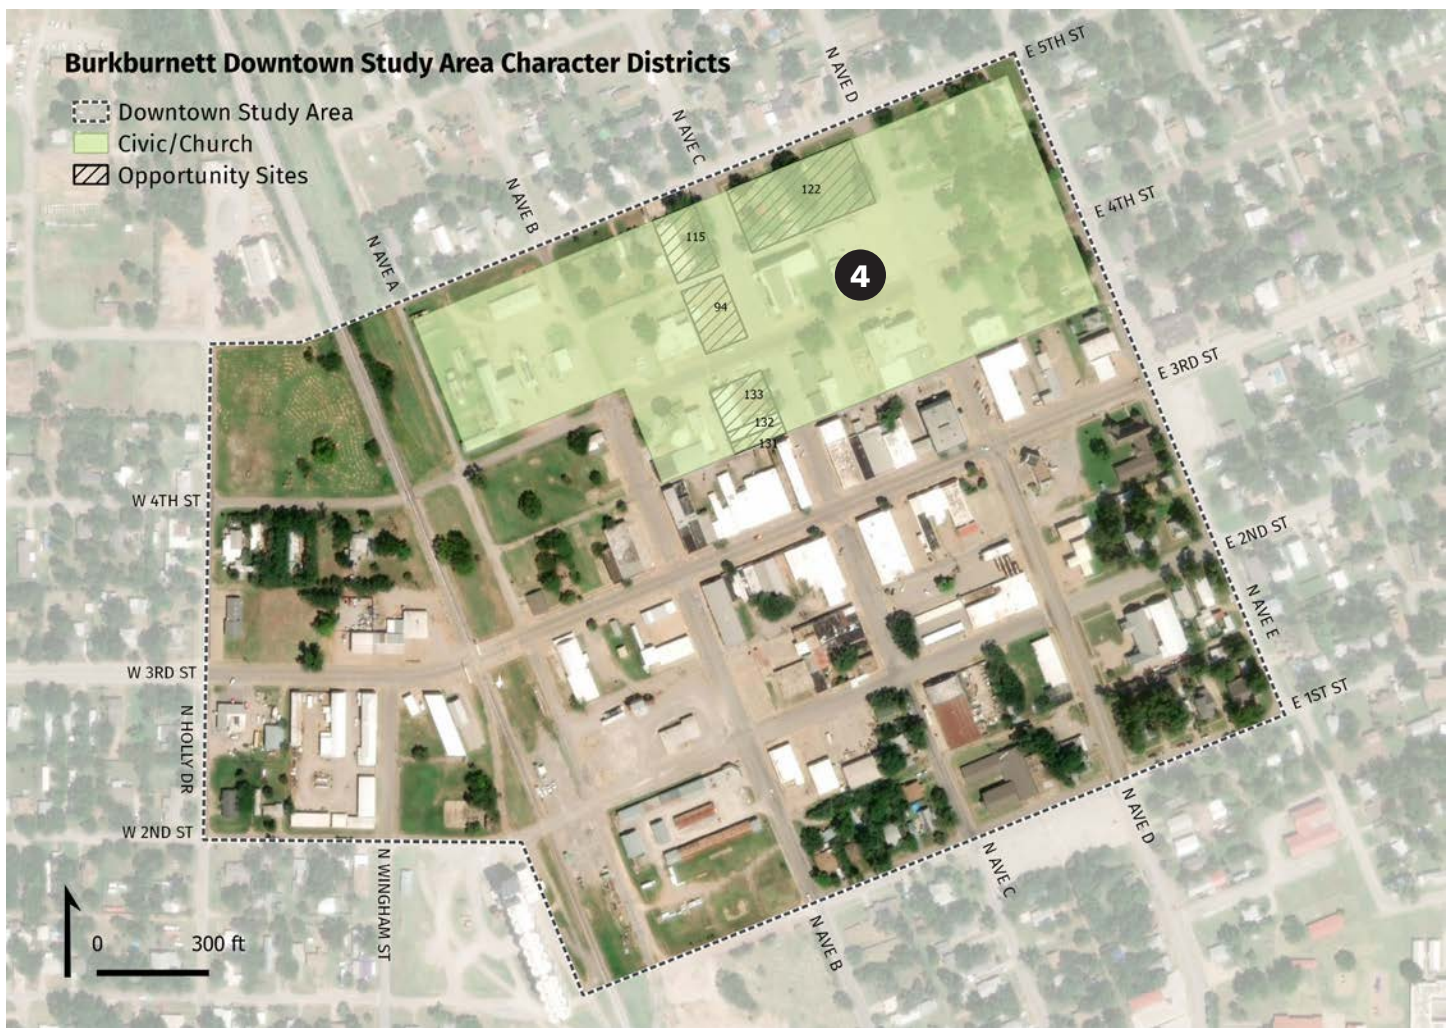 Burkburnett Downtown Study Area Character Districts
Downtown Study Area
Civic/Church
Opportunity Sites
E 5TH ST
N AVE D
N AVE C
N AVE B
N AVE A
E 4TH ST
122
115
4
94
E 3RD ST
133
132
131
W 4TH ST
E 2ND ST
N AVE E
W 3RD ST
E 1ST ST
N HOLLY DR
W 2ND ST
N WINGHAM ST
N AVE D
N AVE C
N AVE B
0 300 ft